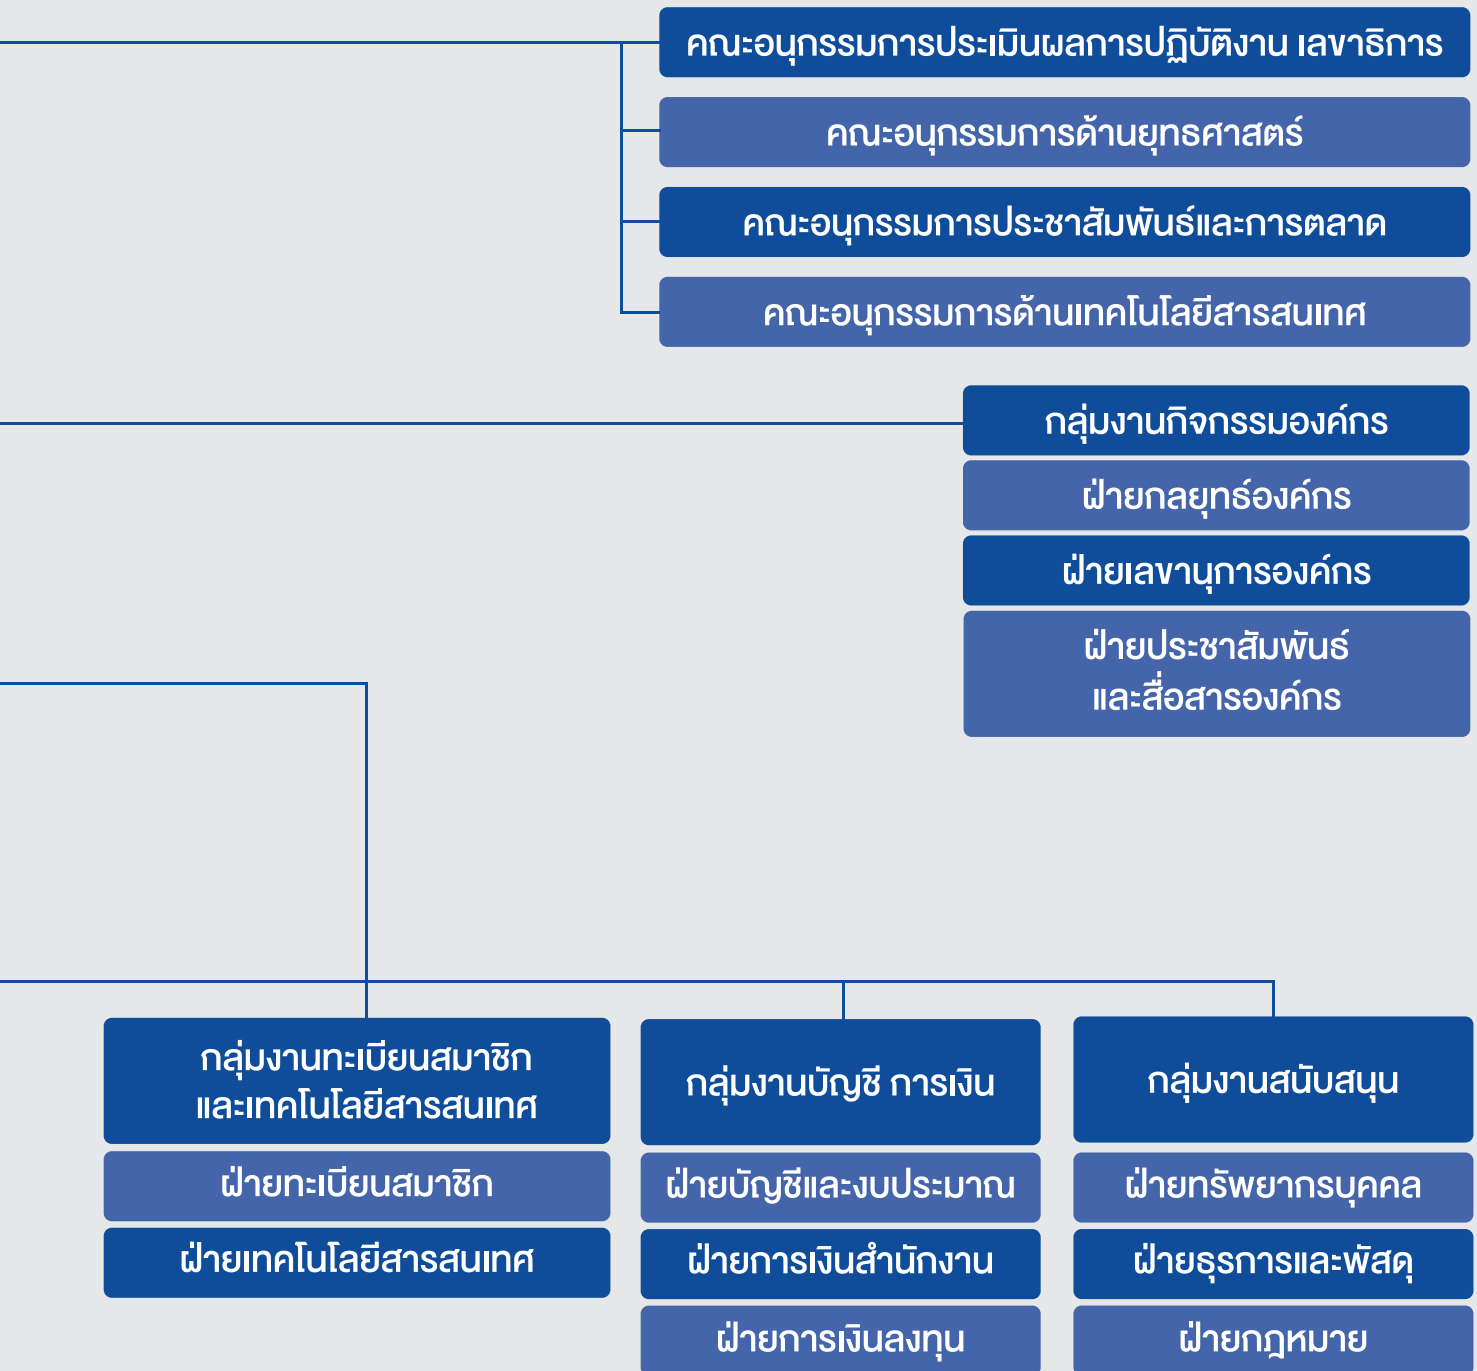 คณะอนุกรรมการประเมินผลการปฏิบัติงาน เลขาธิการ
คณะอนุกรรมการด้านยุทธศาสตร์
คณะอนุกรรมการประชาสัมพันธ์และการตลาด
คณะอนุกรรมการด้านเทคโนโลยีสารสนเทศ
กลุ่มงานกิจกรรมองค์กร
ฝ่ายกลยุทธ์องค์กร
ฝ่ายเลขานุการองค์กร
ฝ่ายประชาสัมพันธ์
และสื่อสารองค์กร
กลุ่มงานทะเบียนสมาชิก
และเทคโนโลยีสารสนเทศ
ฝ่ายทะเบียนสมาชิก
ฝ่ายเทคโนโลยีสารสนเทศ
กลุ่มงานบัญชี การเงิน
ฝ่ายบัญชีและงบประมาณ
ฝ่ายการเงินสำนักงาน
ฝ่ายการเงินลงทุน
กลุ่มงานสนับสนุน
ฝ่ายทรัพยากรบุคคล
ฝ่ายธุรการและพัสดุ
ฝ่ายกฎหมาย